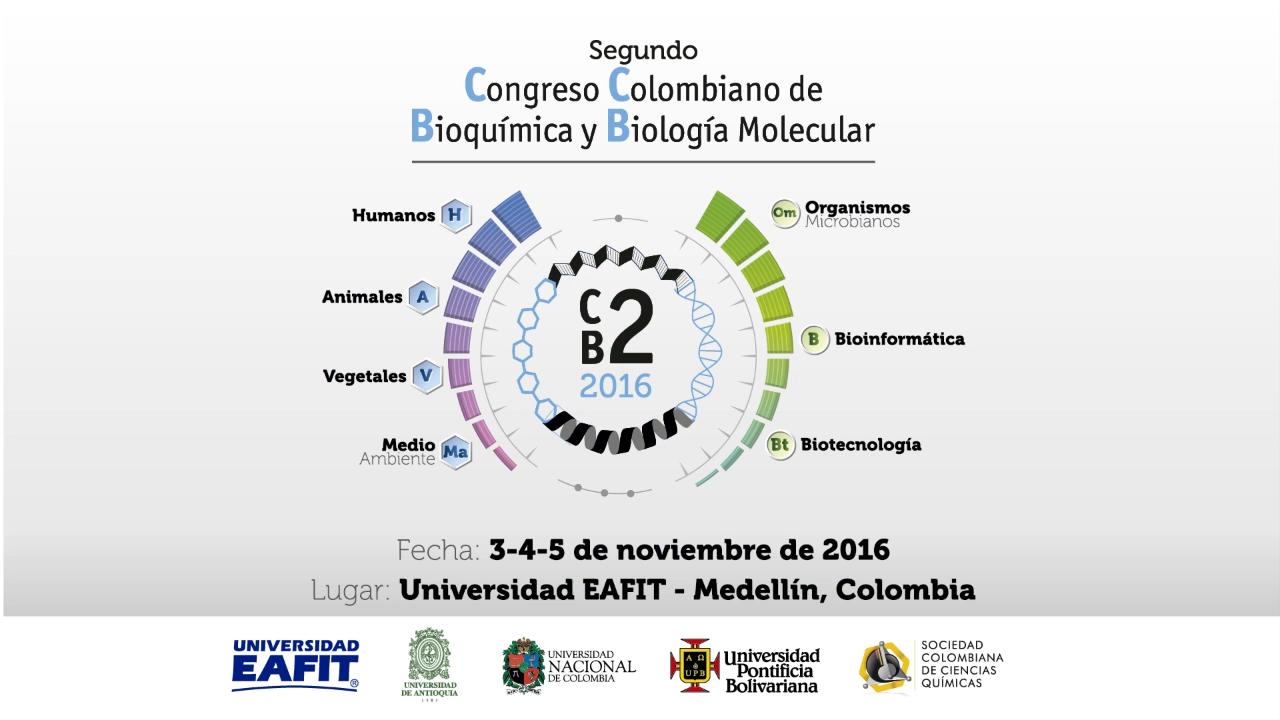 Segundo
Congreso Colombiano de
Bioquímica y Biología Molecular
Humanos H
Animales A
Vegetales V
Medio
Ambiente Ma
C
B 2
2016
Om Organismos
Microbianos
B Bioinformática
Bt Biotecnología
Fecha: 3-4-5 de noviembre de 2016
Lugar: Universidad EAFIT - Medellín, Colombia
UNIVERSIDAD
EAFIT®
UNIVERSIDAD
DE ANTIOQUIA
UNIVERSIDAD
NACIONAL
DE COLOMBIA
A Ω
UPB
Universidad
Pontificia
Bolivariana
SOCIEDAD
COLOMBIANA
DE CIENCIAS
QUÍMICAS